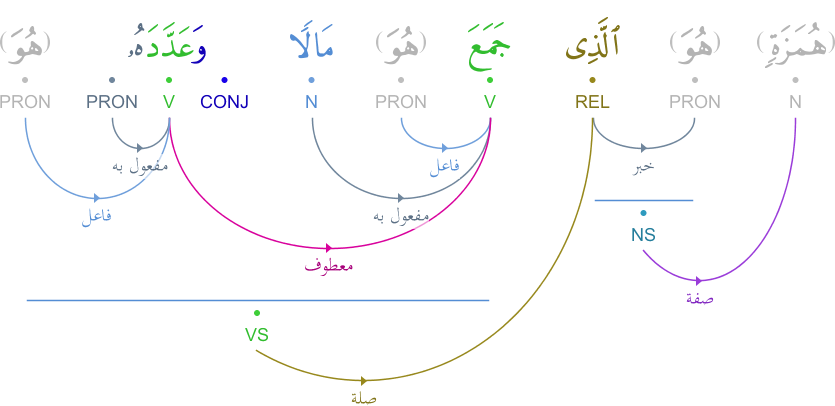 (هُمَزَةٍ) (هُوَ) ٱلَّذِى جَمَعَ (هُوَ) مَالًا وَعَدَّدَهُۥ (هُوَ)
N PRON REL V PRON N CONJ V PRON PRON
خبر فاعل مفعول به
مفعول به فاعل
NS
معطوف
صفة
VS
صلة